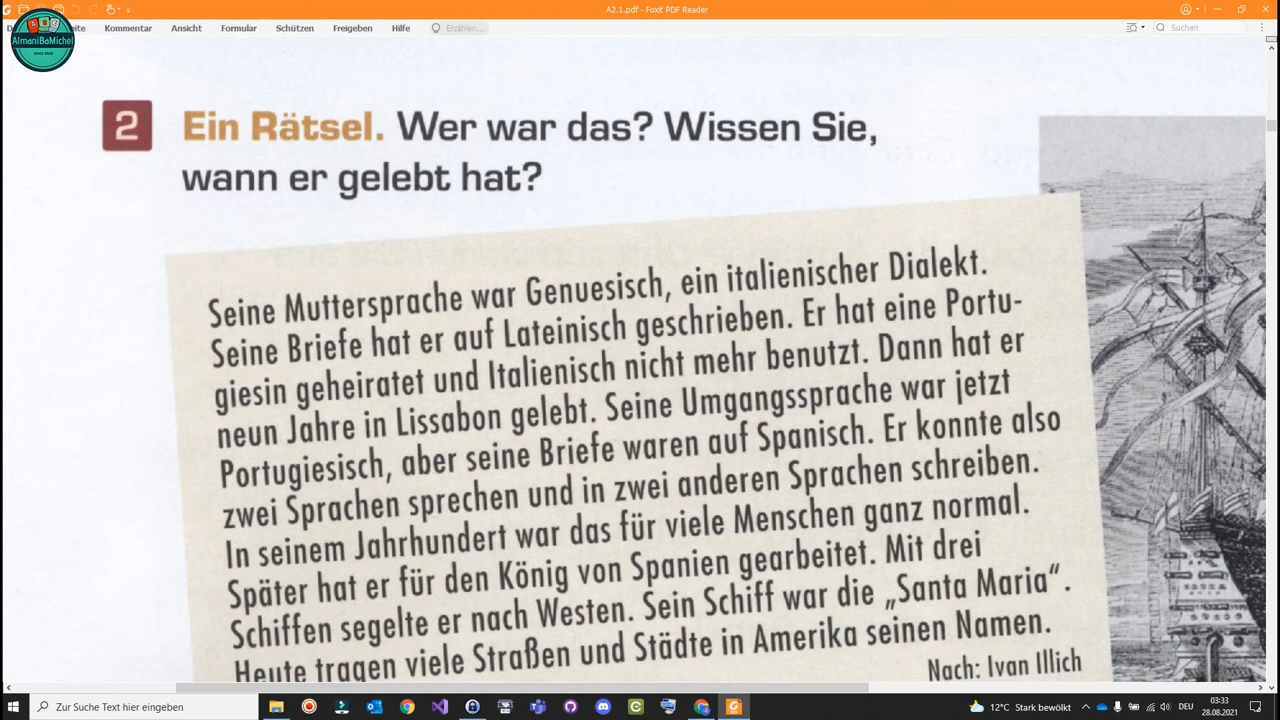 A2.1.pdf - Foxit PDF Reader
Kommentar Ansicht Formular Schützen Freigeben Hilfe Erzählen... Suchen
ABC
AlmaniBaMichel
SINCE 2020
2 Ein Rätsel. Wer war das? Wissen Sie,
wann er gelebt hat?
Seine Muttersprache war Genuesisch, ein italienischer Dialekt.
Seine Briefe hat er auf Lateinisch geschrieben. Er hat eine Portu-
giesin geheiratet und Italienisch nicht mehr benutzt. Dann hat er
neun Jahre in Lissabon gelebt. Seine Umgangssprache war jetzt
Portugiesisch, aber seine Briefe waren auf Spanisch. Er konnte also
zwei Sprachen sprechen und in zwei anderen Sprachen schreiben.
In seinem Jahrhundert war das für viele Menschen ganz normal.
Später hat er für den König von Spanien gearbeitet. Mit drei
Schiffen segelte er nach Westen. Sein Schiff war die „Santa Maria“.
Heute tragen viele Straßen und Städte in Amerika seinen Namen.
Nach: Ivan Illich
Zur Suche Text hier eingeben
12°C Stark bewölkt
DEU
03:33
28.08.2021